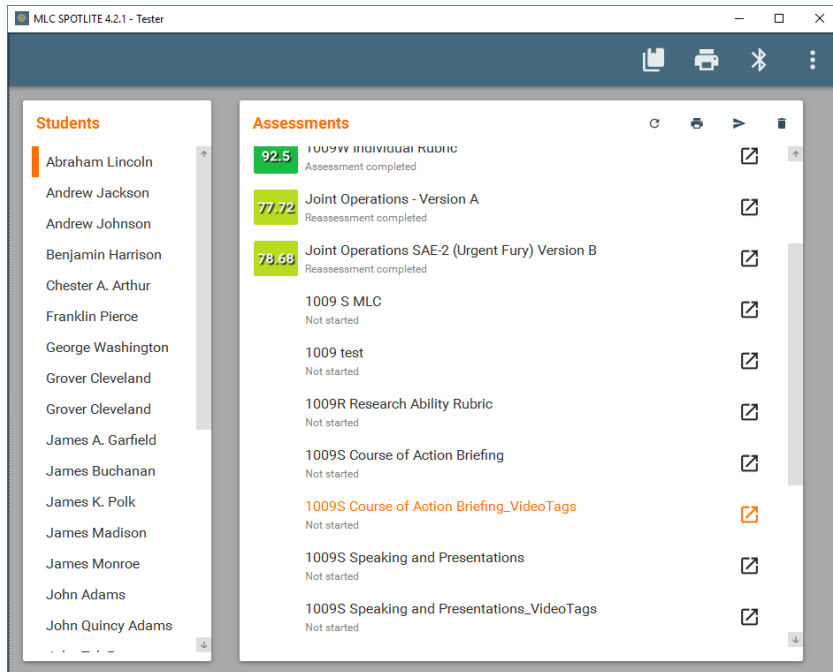 MLC SPOTLITE 4.2.1 - Tester
Students
Abraham Lincoln
Andrew Jackson
Andrew Johnson
Benjamin Harrison
Chester A. Arthur
Franklin Pierce
George Washington
Grover Cleveland
Grover Cleveland
James A. Garfield
James Buchanan
James K. Polk
James Madison
James Monroe
John Adams
John Quincy Adams
Assessments
92.5 1009W Individual Rubric
Assessment completed
77.72 Joint Operations - Version A
Reassessment completed
78.68 Joint Operations SAE-2 (Urgent Fury) Version B
Reassessment completed
1009 S MLC
Not started
1009 test
Not started
1009R Research Ability Rubric
Not started
1009S Course of Action Briefing
Not started
1009S Course of Action Briefing_VideoTags
Not started
1009S Speaking and Presentations
Not started
1009S Speaking and Presentations_VideoTags
Not started